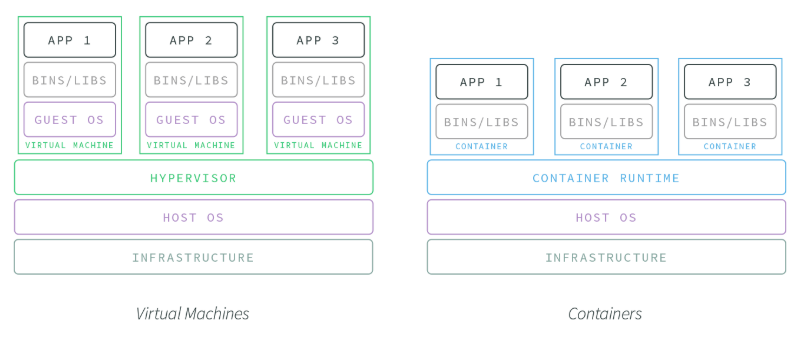 APP 1
BINS/LIBS
GUEST OS
VIRTUAL MACHINE
APP 2
BINS/LIBS
GUEST OS
VIRTUAL MACHINE
APP 3
BINS/LIBS
GUEST OS
VIRTUAL MACHINE
HYPERVISOR
HOST OS
INFRASTRUCTURE
Virtual Machines
APP 1
BINS/LIBS
CONTAINER
APP 2
BINS/LIBS
CONTAINER
APP 3
BINS/LIBS
CONTAINER
CONTAINER RUNTIME
HOST OS
INFRASTRUCTURE
Containers